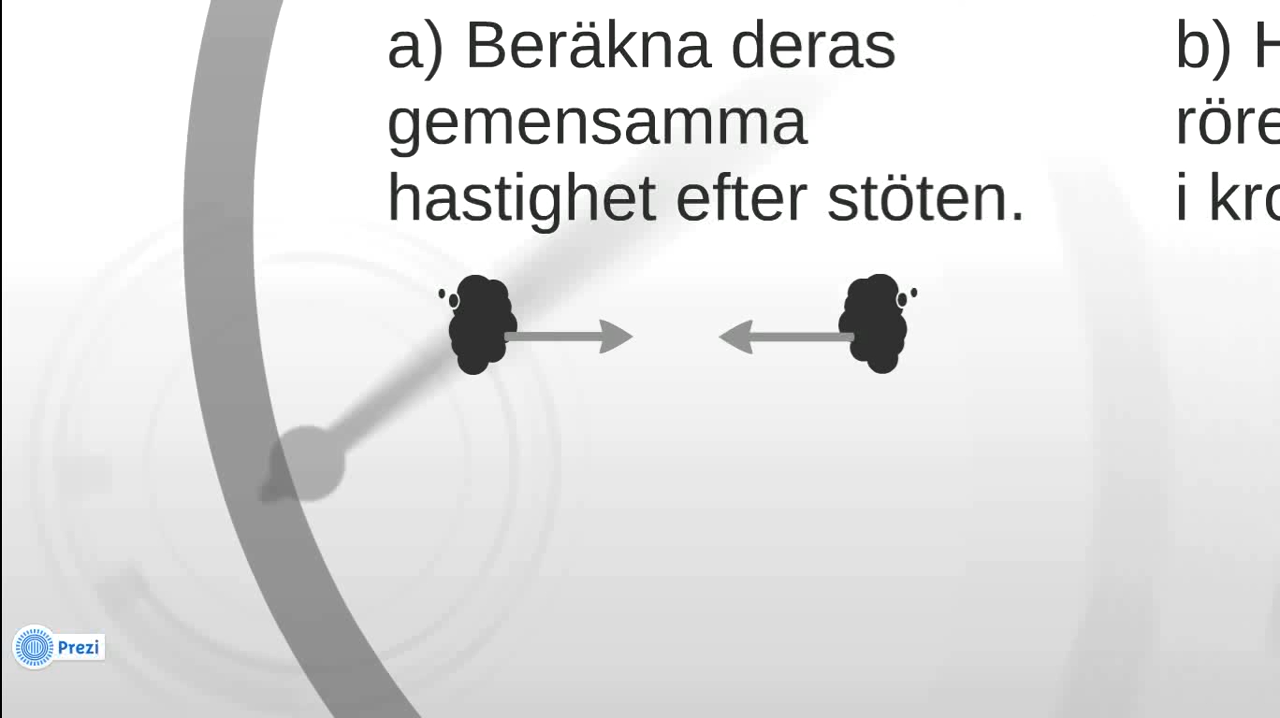 a) Beräkna deras
gemensamma
hastighet efter stöten.
b)
Prezi